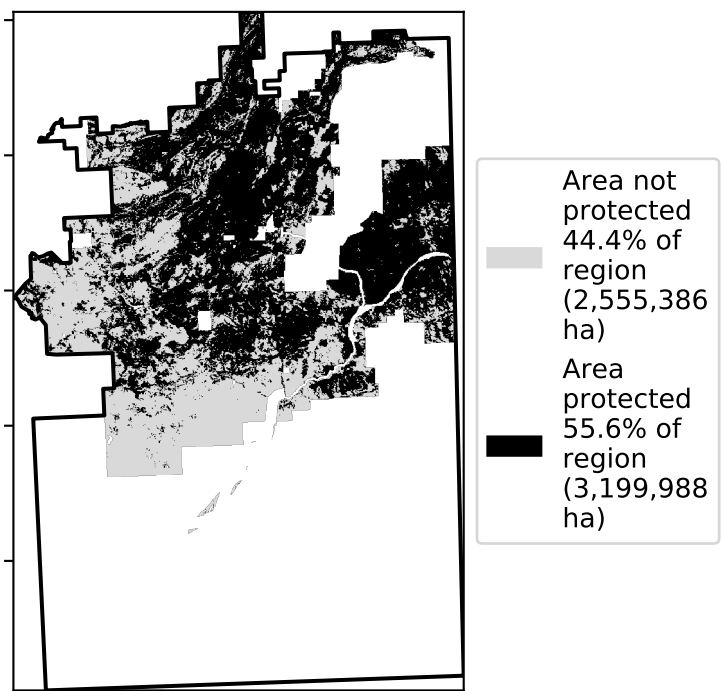 Area not
protected
44.4% of
region
(2,555,386
ha)
Area
protected
55.6% of
region
(3,199,988
ha)